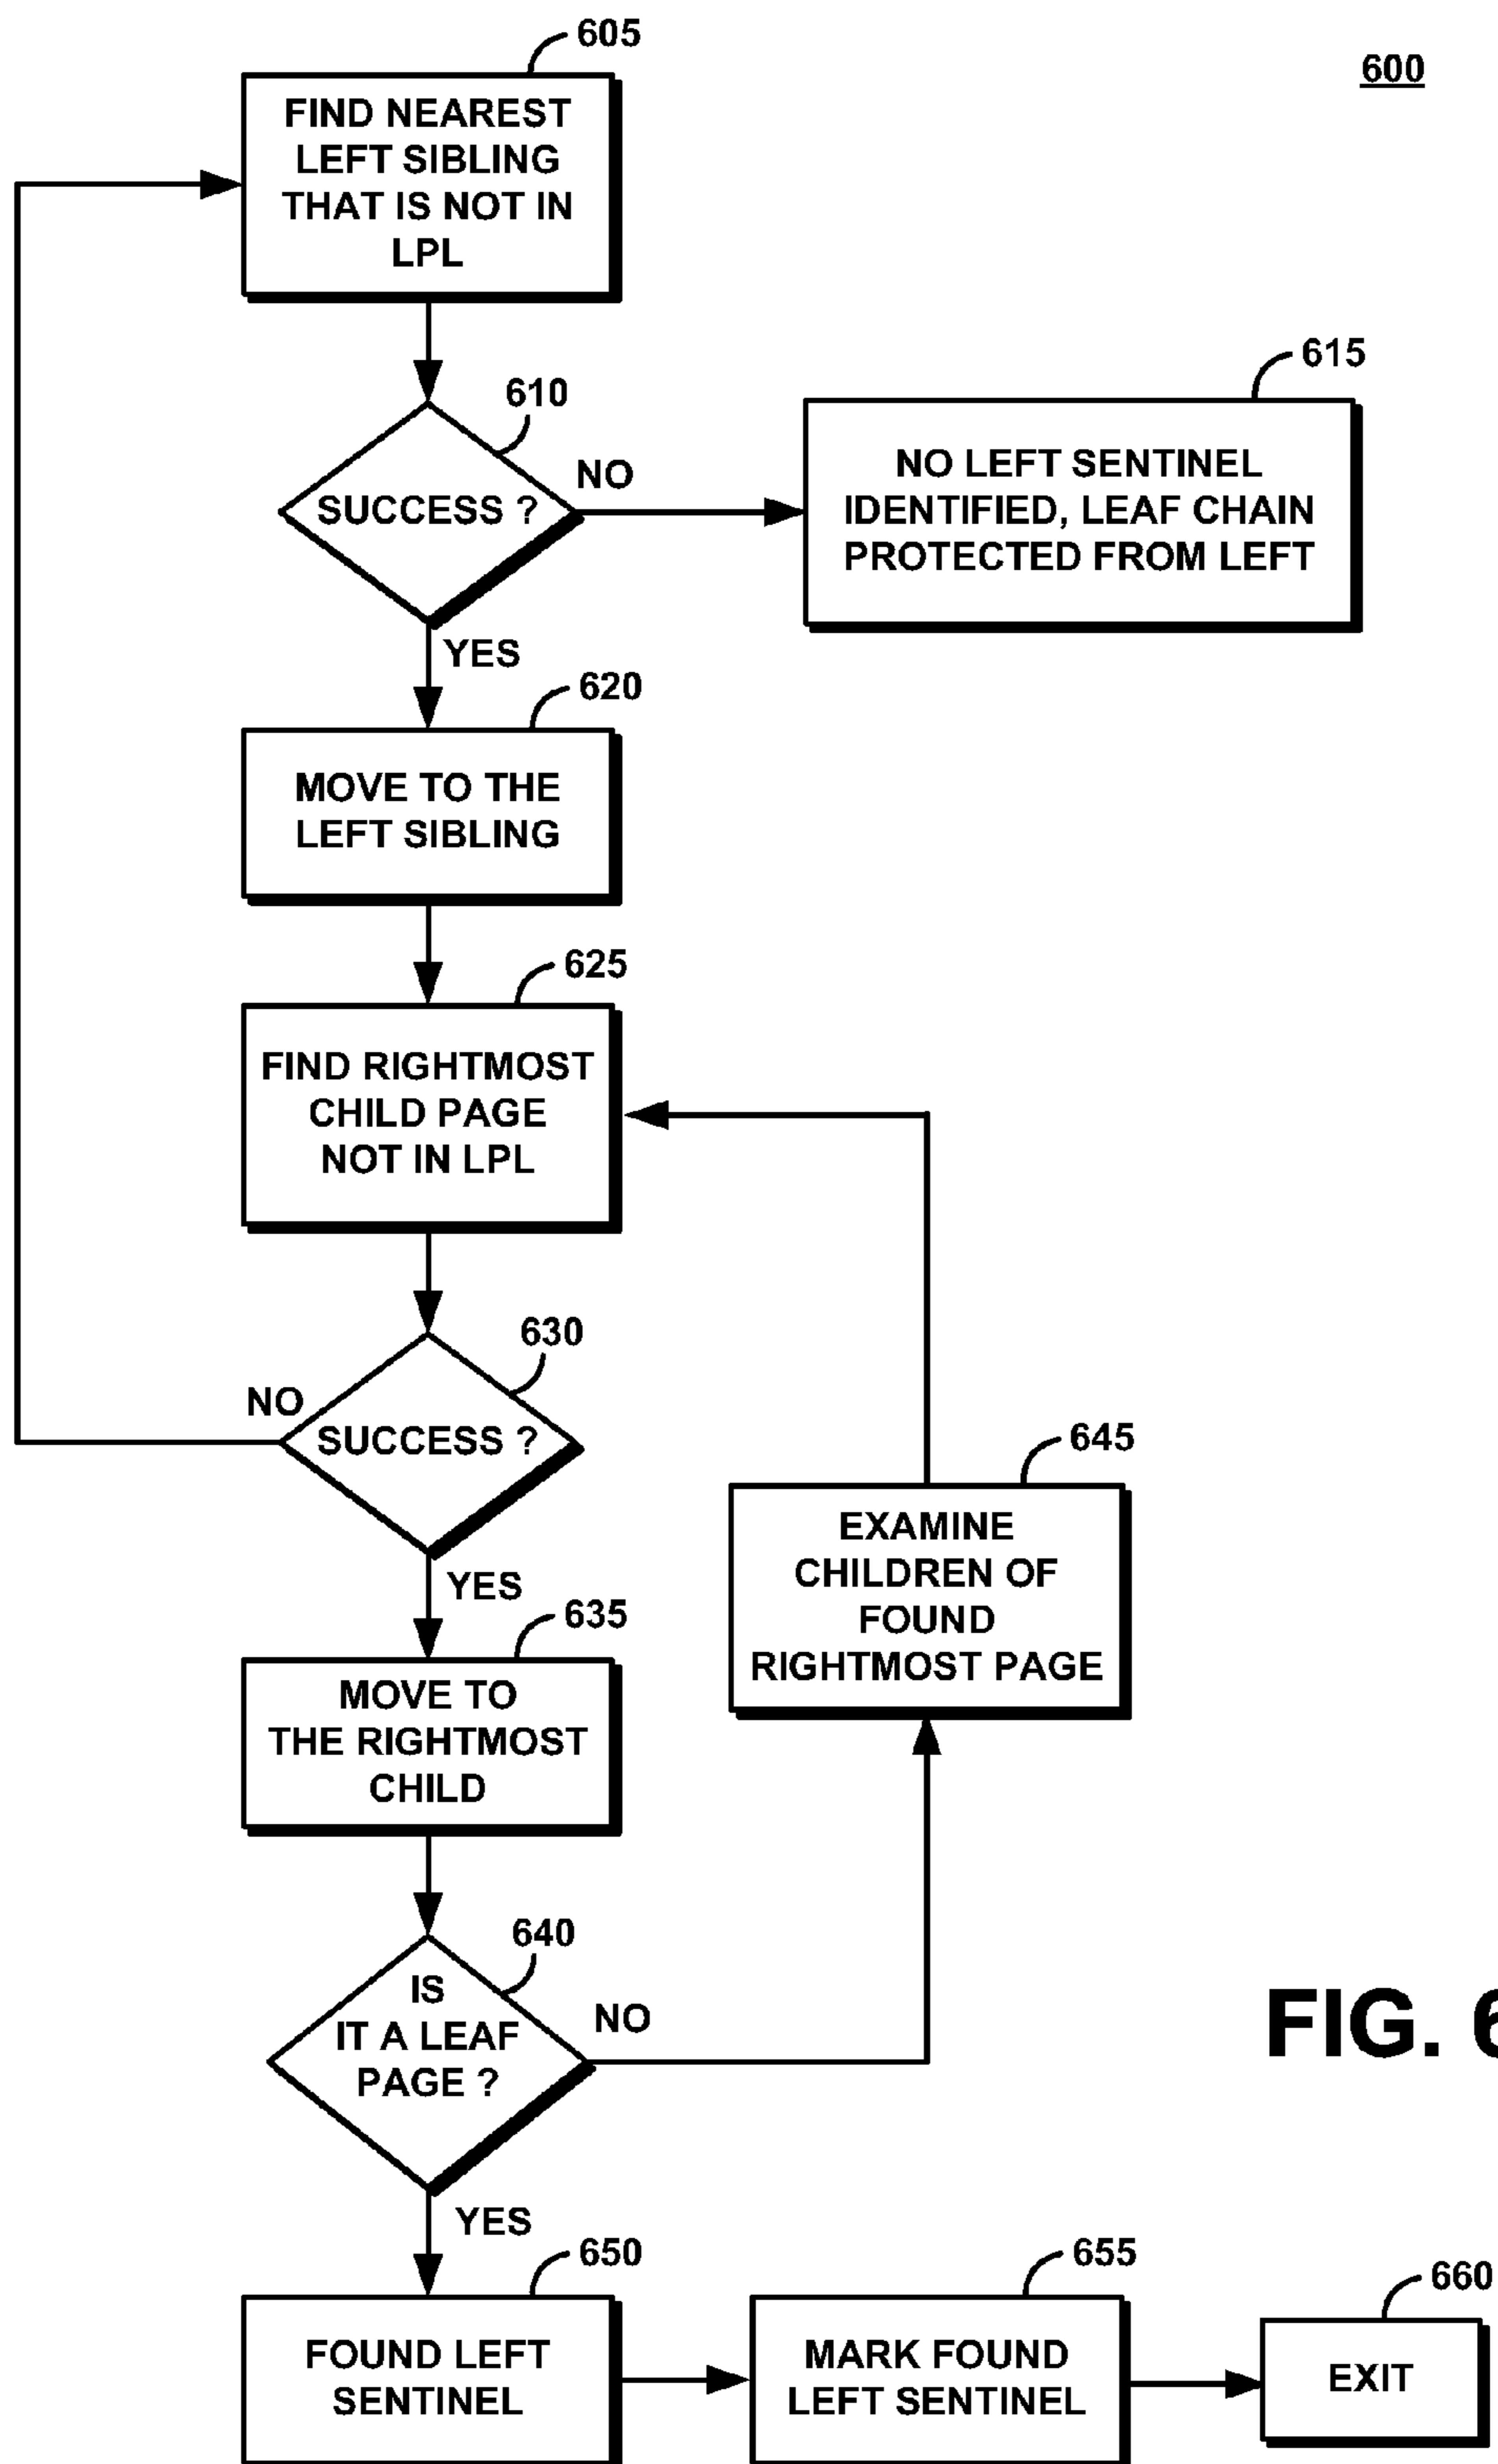 605
600
FIND NEAREST
LEFT SIBLING
THAT IS NOT IN
LPL
610
SUCCESS ?
NO
615
NO LEFT SENTINEL
IDENTIFIED, LEAF CHAIN
PROTECTED FROM LEFT
YES
620
MOVE TO THE
LEFT SIBLING
625
FIND RIGHTMOST
CHILD PAGE
NOT IN LPL
630
NO
SUCCESS ?
645
EXAMINE
CHILDREN OF
FOUND
RIGHTMOST PAGE
YES
635
MOVE TO
THE RIGHTMOST
CHILD
640
IS
IT A LEAF
PAGE ?
NO
FIG. 6
YES
650
FOUND LEFT
SENTINEL
655
MARK FOUND
LEFT SENTINEL
660
EXIT